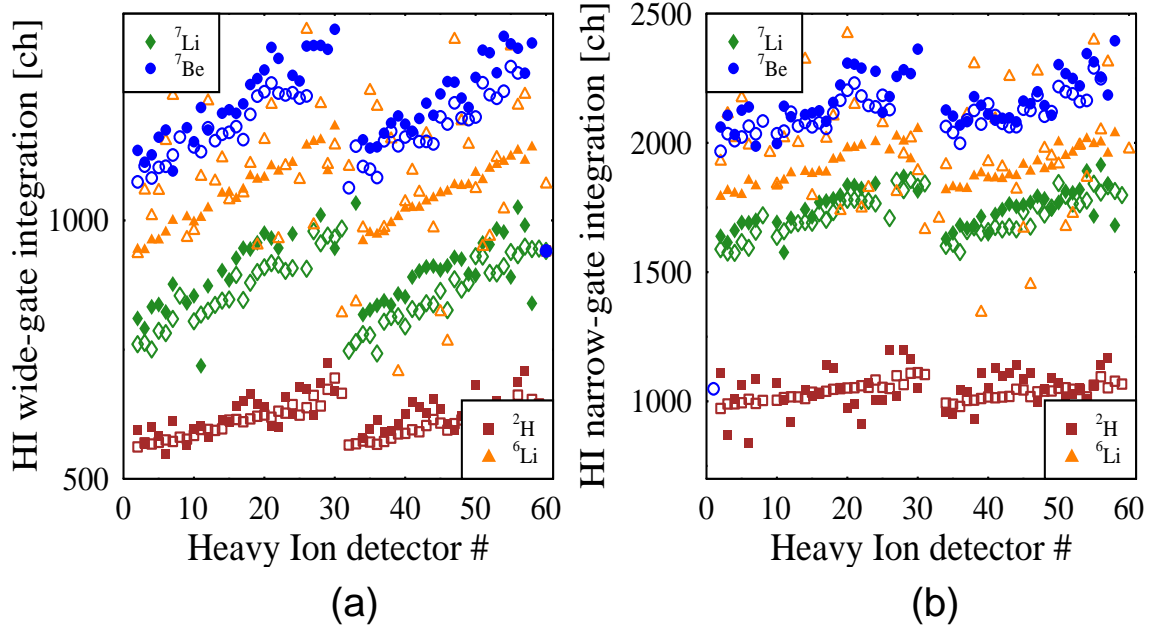 HI wide-gate integration [ch]
1000
500
⁷Li
⁷Be
²H
⁶Li
0 10 20 30 40 50 60
Heavy Ion detector #
(a)
HI narrow-gate integration [ch]
2500
2000
1500
1000
⁷Li
⁷Be
²H
⁶Li
0 10 20 30 40 50 60
Heavy Ion detector #
(b)